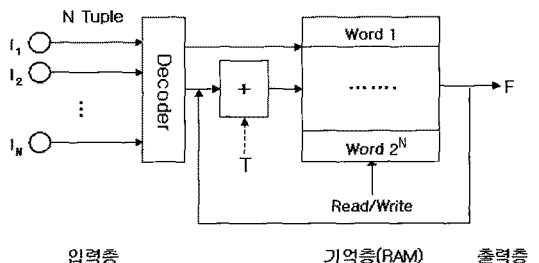 N Tuple
I1
I2
⋮
IN
Decoder
+
T
Word 1
·······
Word 2^N
Read/Write
F
입력층
기억층(RAM)
출력층